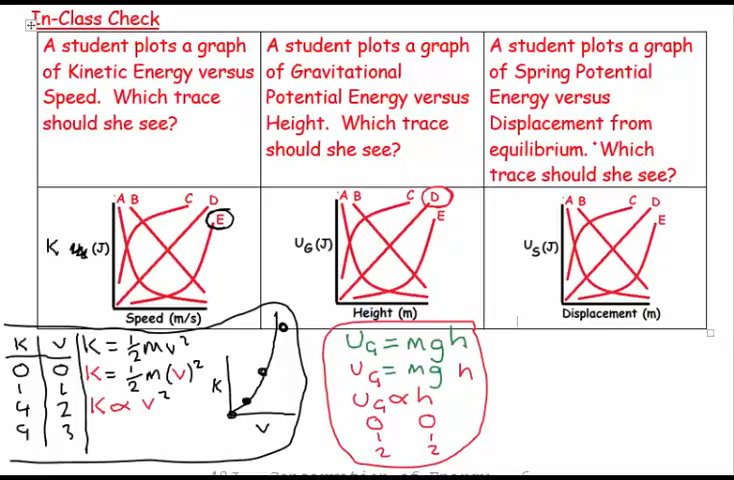 In-Class Check
A student plots a graph
of Kinetic Energy versus
Speed. Which trace
should she see?
A student plots a graph
of Gravitational
Potential Energy versus
Height. Which trace
should she see?
A student plots a graph
of Spring Potential
Energy versus
Displacement from
equilibrium. Which
trace should she see?
A B C D
E
K (J)
Speed (m/s)
A B C D
E
UG(J)
Height (m)
A B C D
E
US(J)
Displacement (m)
K V
0 0
1 1
4 2
9 3
K = 1/2 mv²
K = 1/2 m(v)²
K ∝ v²
K
V
UG = mgh
UG = mg h
UG ∝ h
0 0
1 1
2 2